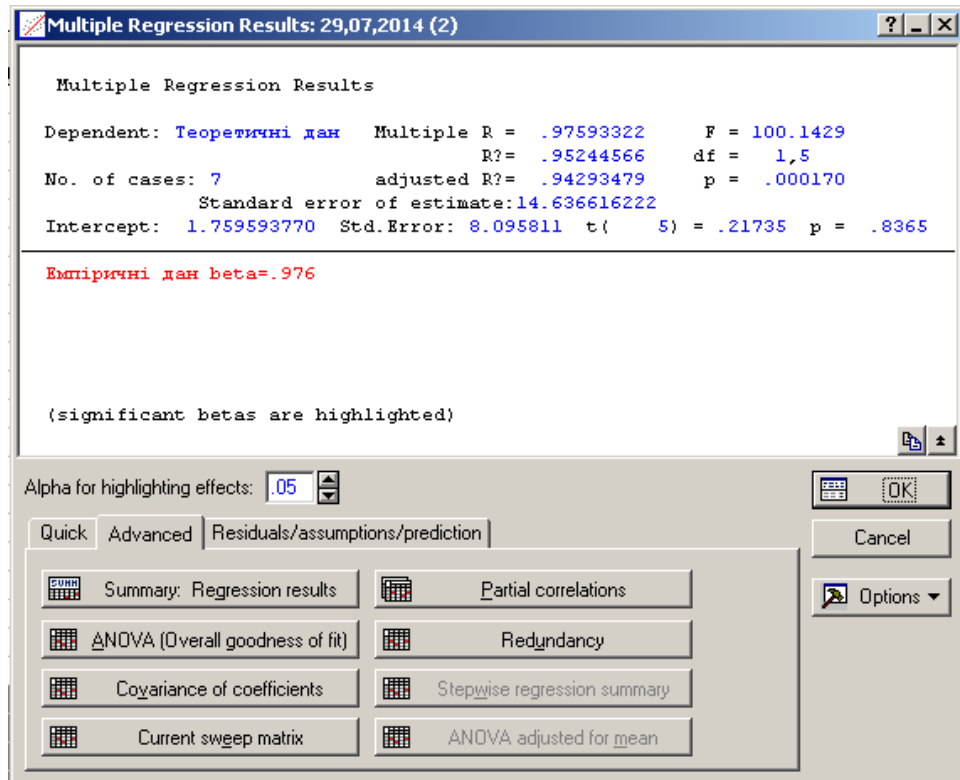 Multiple Regression Results: 29,07,2014 (2)
Multiple Regression Results
Dependent: Теоретичні дан Multiple R = .97593322 F = 100.1429
R?= .95244566 df = 1,5
No. of cases: 7 adjusted R?= .94293479 p = .000170
Standard error of estimate:14.636616222
Intercept: 1.759593770 Std.Error: 8.095811 t( 5) = .21735 p = .8365
Емпіричні дан beta=.976
(significant betas are highlighted)
Alpha for highlighting effects: .05
OK
Quick Advanced Residuals/assumptions/prediction
Cancel
Summary: Regression results Partial correlations
Options
ANOVA (Overall goodness of fit) Redundancy
Covariance of coefficients Stepwise regression summary
Current sweep matrix ANOVA adjusted for mean